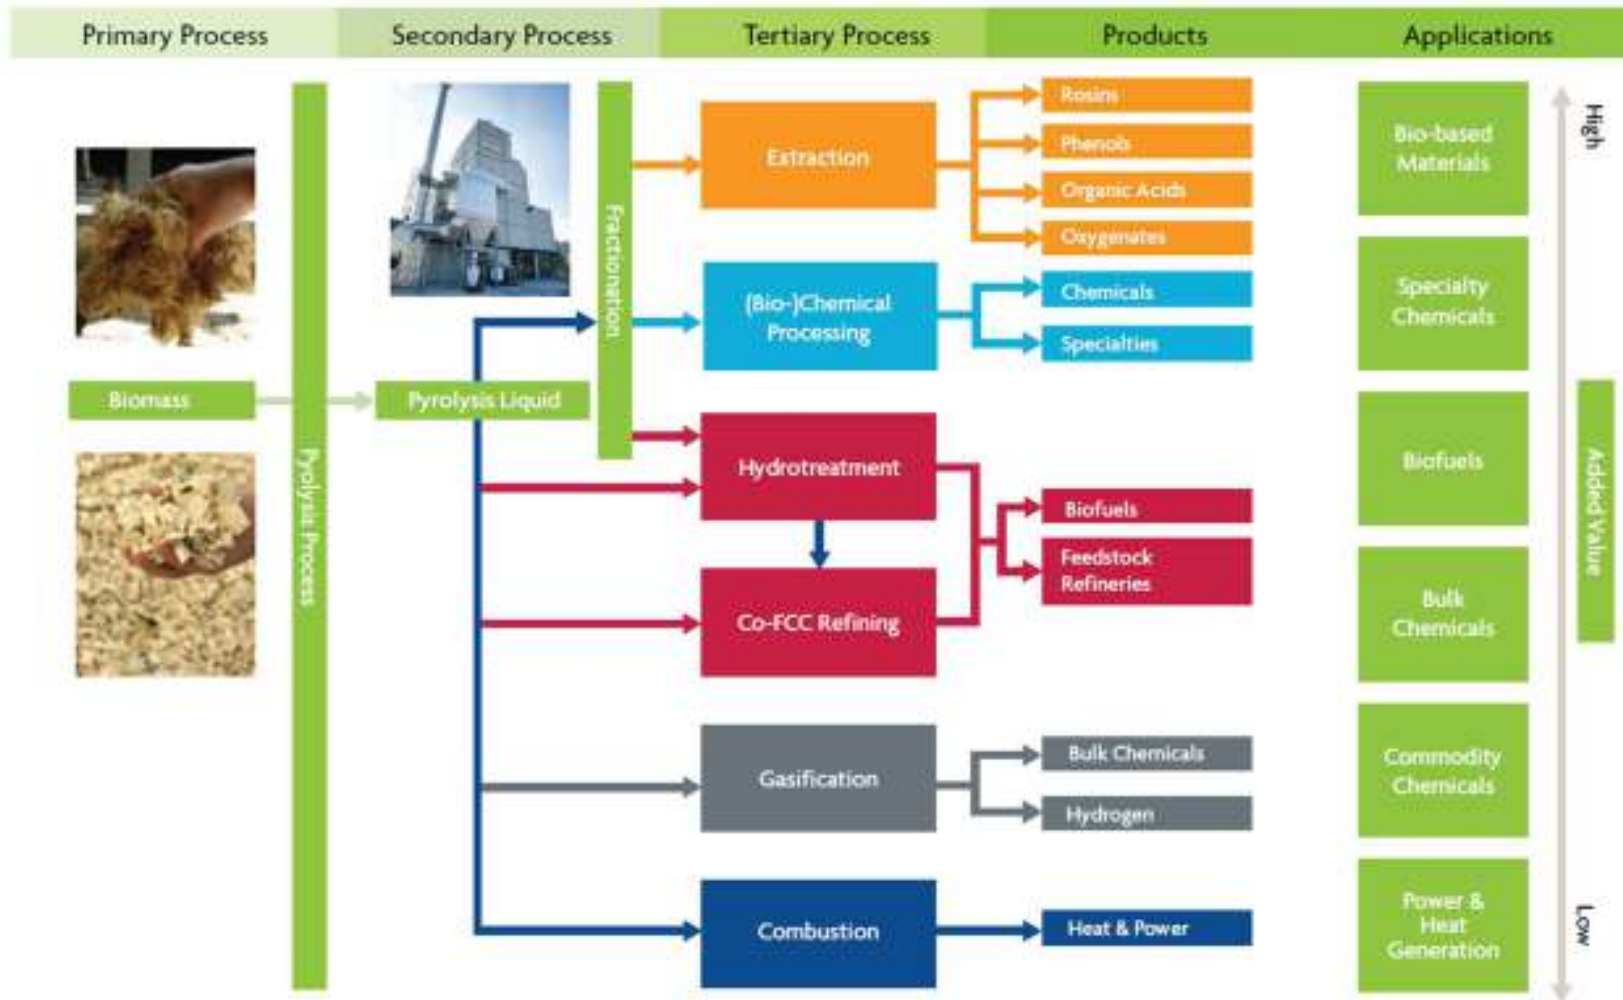 Primary Process
Secondary Process
Tertiary Process
Products
Applications
Biomass
Pyolysis Process
Pyrolysis Liquid
Fractionation
Extraction
(Bio-)Chemical
Processing
Hydrotreatment
Co-FCC Refining
Gasification
Combustion
Rosins
Phenols
Organic Acids
Oxygenates
Chemicals
Specialties
Biofuels
Feedstock
Refineries
Bulk Chemicals
Hydrogen
Heat & Power
Bio-based
Materials
Specialty
Chemicals
Biofuels
Bulk
Chemicals
Commodity
Chemicals
Power &
Heat
Generation
High
Added Value
Low